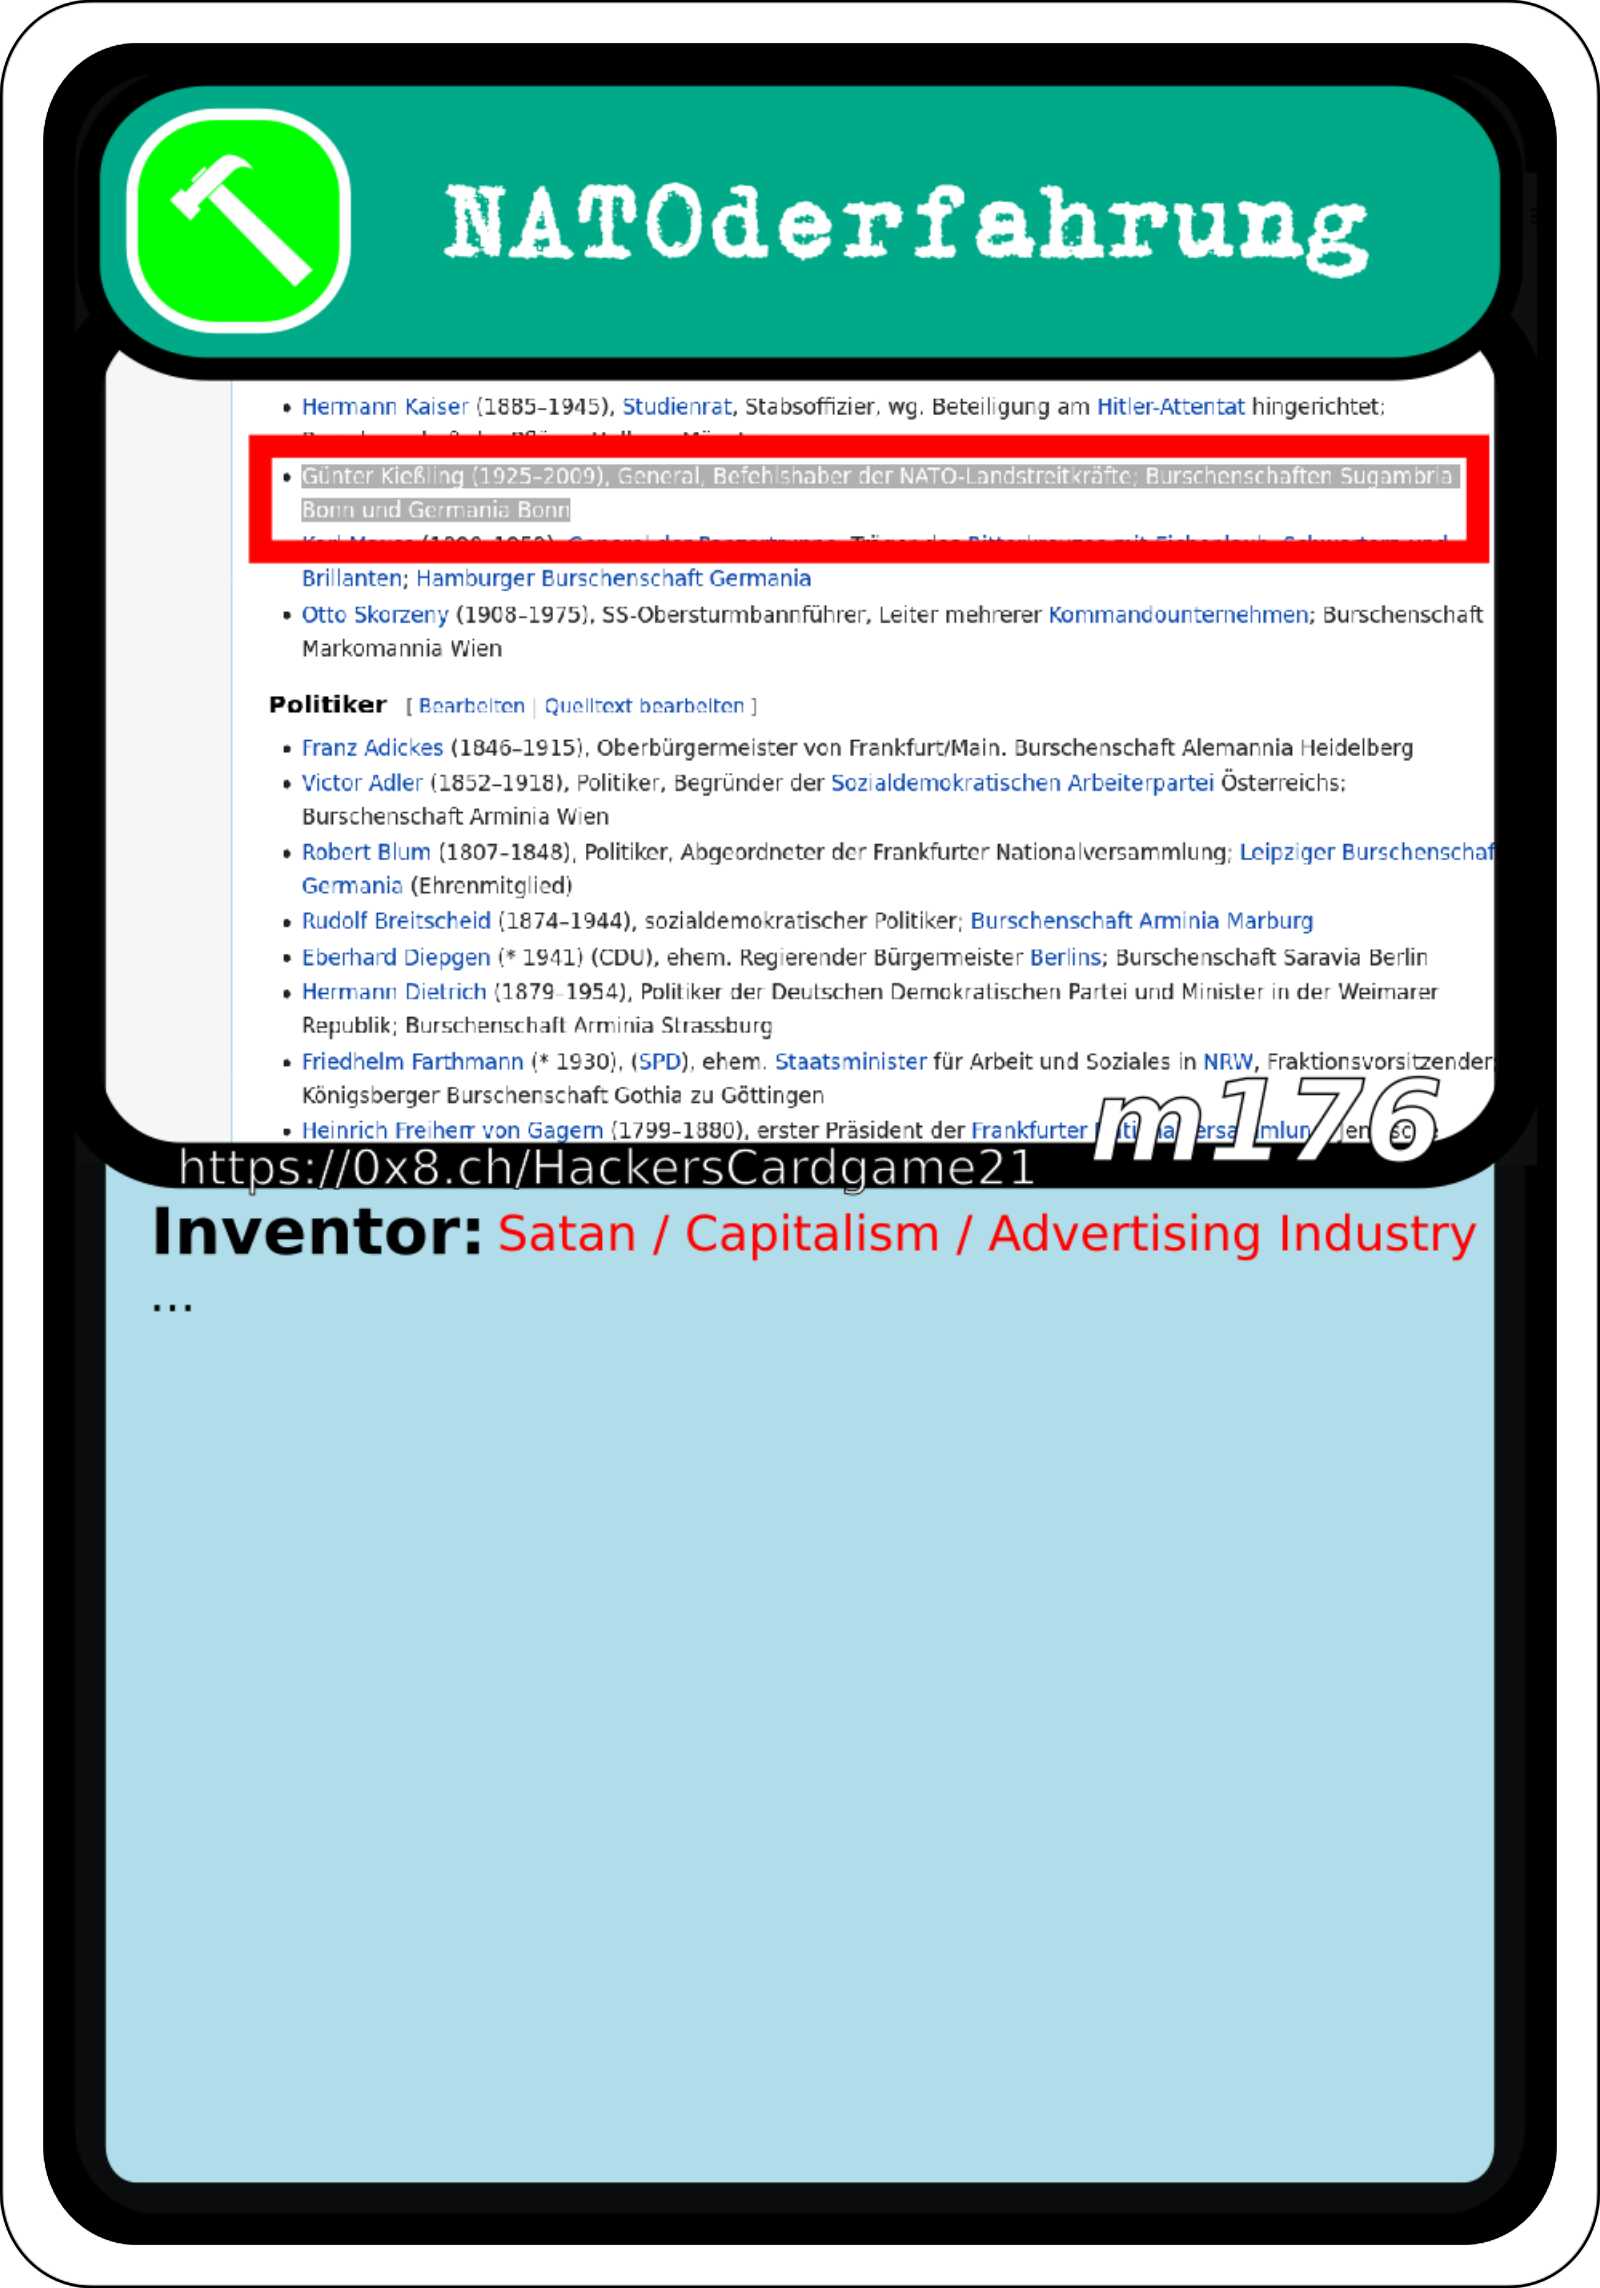 NATOderfahrung
• Hermann Kaiser (1885–1945), Studienrat, Stabsoffizier, wg. Beteiligung am Hitler-Attentat hingerichtet;
• Günter Kießling (1925–2009), General, Befehlshaber der NATO-Landstreitkräfte; Burschenschaften Sugambria
Bonn und Germania Bonn
Brillanten; Hamburger Burschenschaft Germania
• Otto Skorzeny (1908–1975), SS-Obersturmbannführer, Leiter mehrerer Kommandounternehmen; Burschenschaft
Markomannia Wien
Politiker [ Bearbeiten | Quelltext bearbeiten ]
• Franz Adickes (1846–1915), Oberbürgermeister von Frankfurt/Main. Burschenschaft Alemannia Heidelberg
• Victor Adler (1852–1918), Politiker, Begründer der Sozialdemokratischen Arbeiterpartei Österreichs;
Burschenschaft Arminia Wien
• Robert Blum (1807–1848), Politiker, Abgeordneter der Frankfurter Nationalversammlung; Leipziger Burschenschaf
Germania (Ehrenmitglied)
• Rudolf Breitscheid (1874–1944), sozialdemokratischer Politiker; Burschenschaft Arminia Marburg
• Eberhard Diepgen (* 1941) (CDU), ehem. Regierender Bürgermeister Berlins; Burschenschaft Saravia Berlin
• Hermann Dietrich (1879–1954), Politiker der Deutschen Demokratischen Partei und Minister in der Weimarer
Republik; Burschenschaft Arminia Strassburg
• Friedhelm Farthmann (* 1930), (SPD), ehem. Staatsminister für Arbeit und Soziales in NRW, Fraktionsvorsitzender;
Königsberger Burschenschaft Gothia zu Göttingen
• Heinrich Freiherr von Gagern (1799–1880), erster Präsident der Frankfurter
m176
https://0x8.ch/HackersCardgame21
Inventor: Satan / Capitalism / Advertising Industry
...